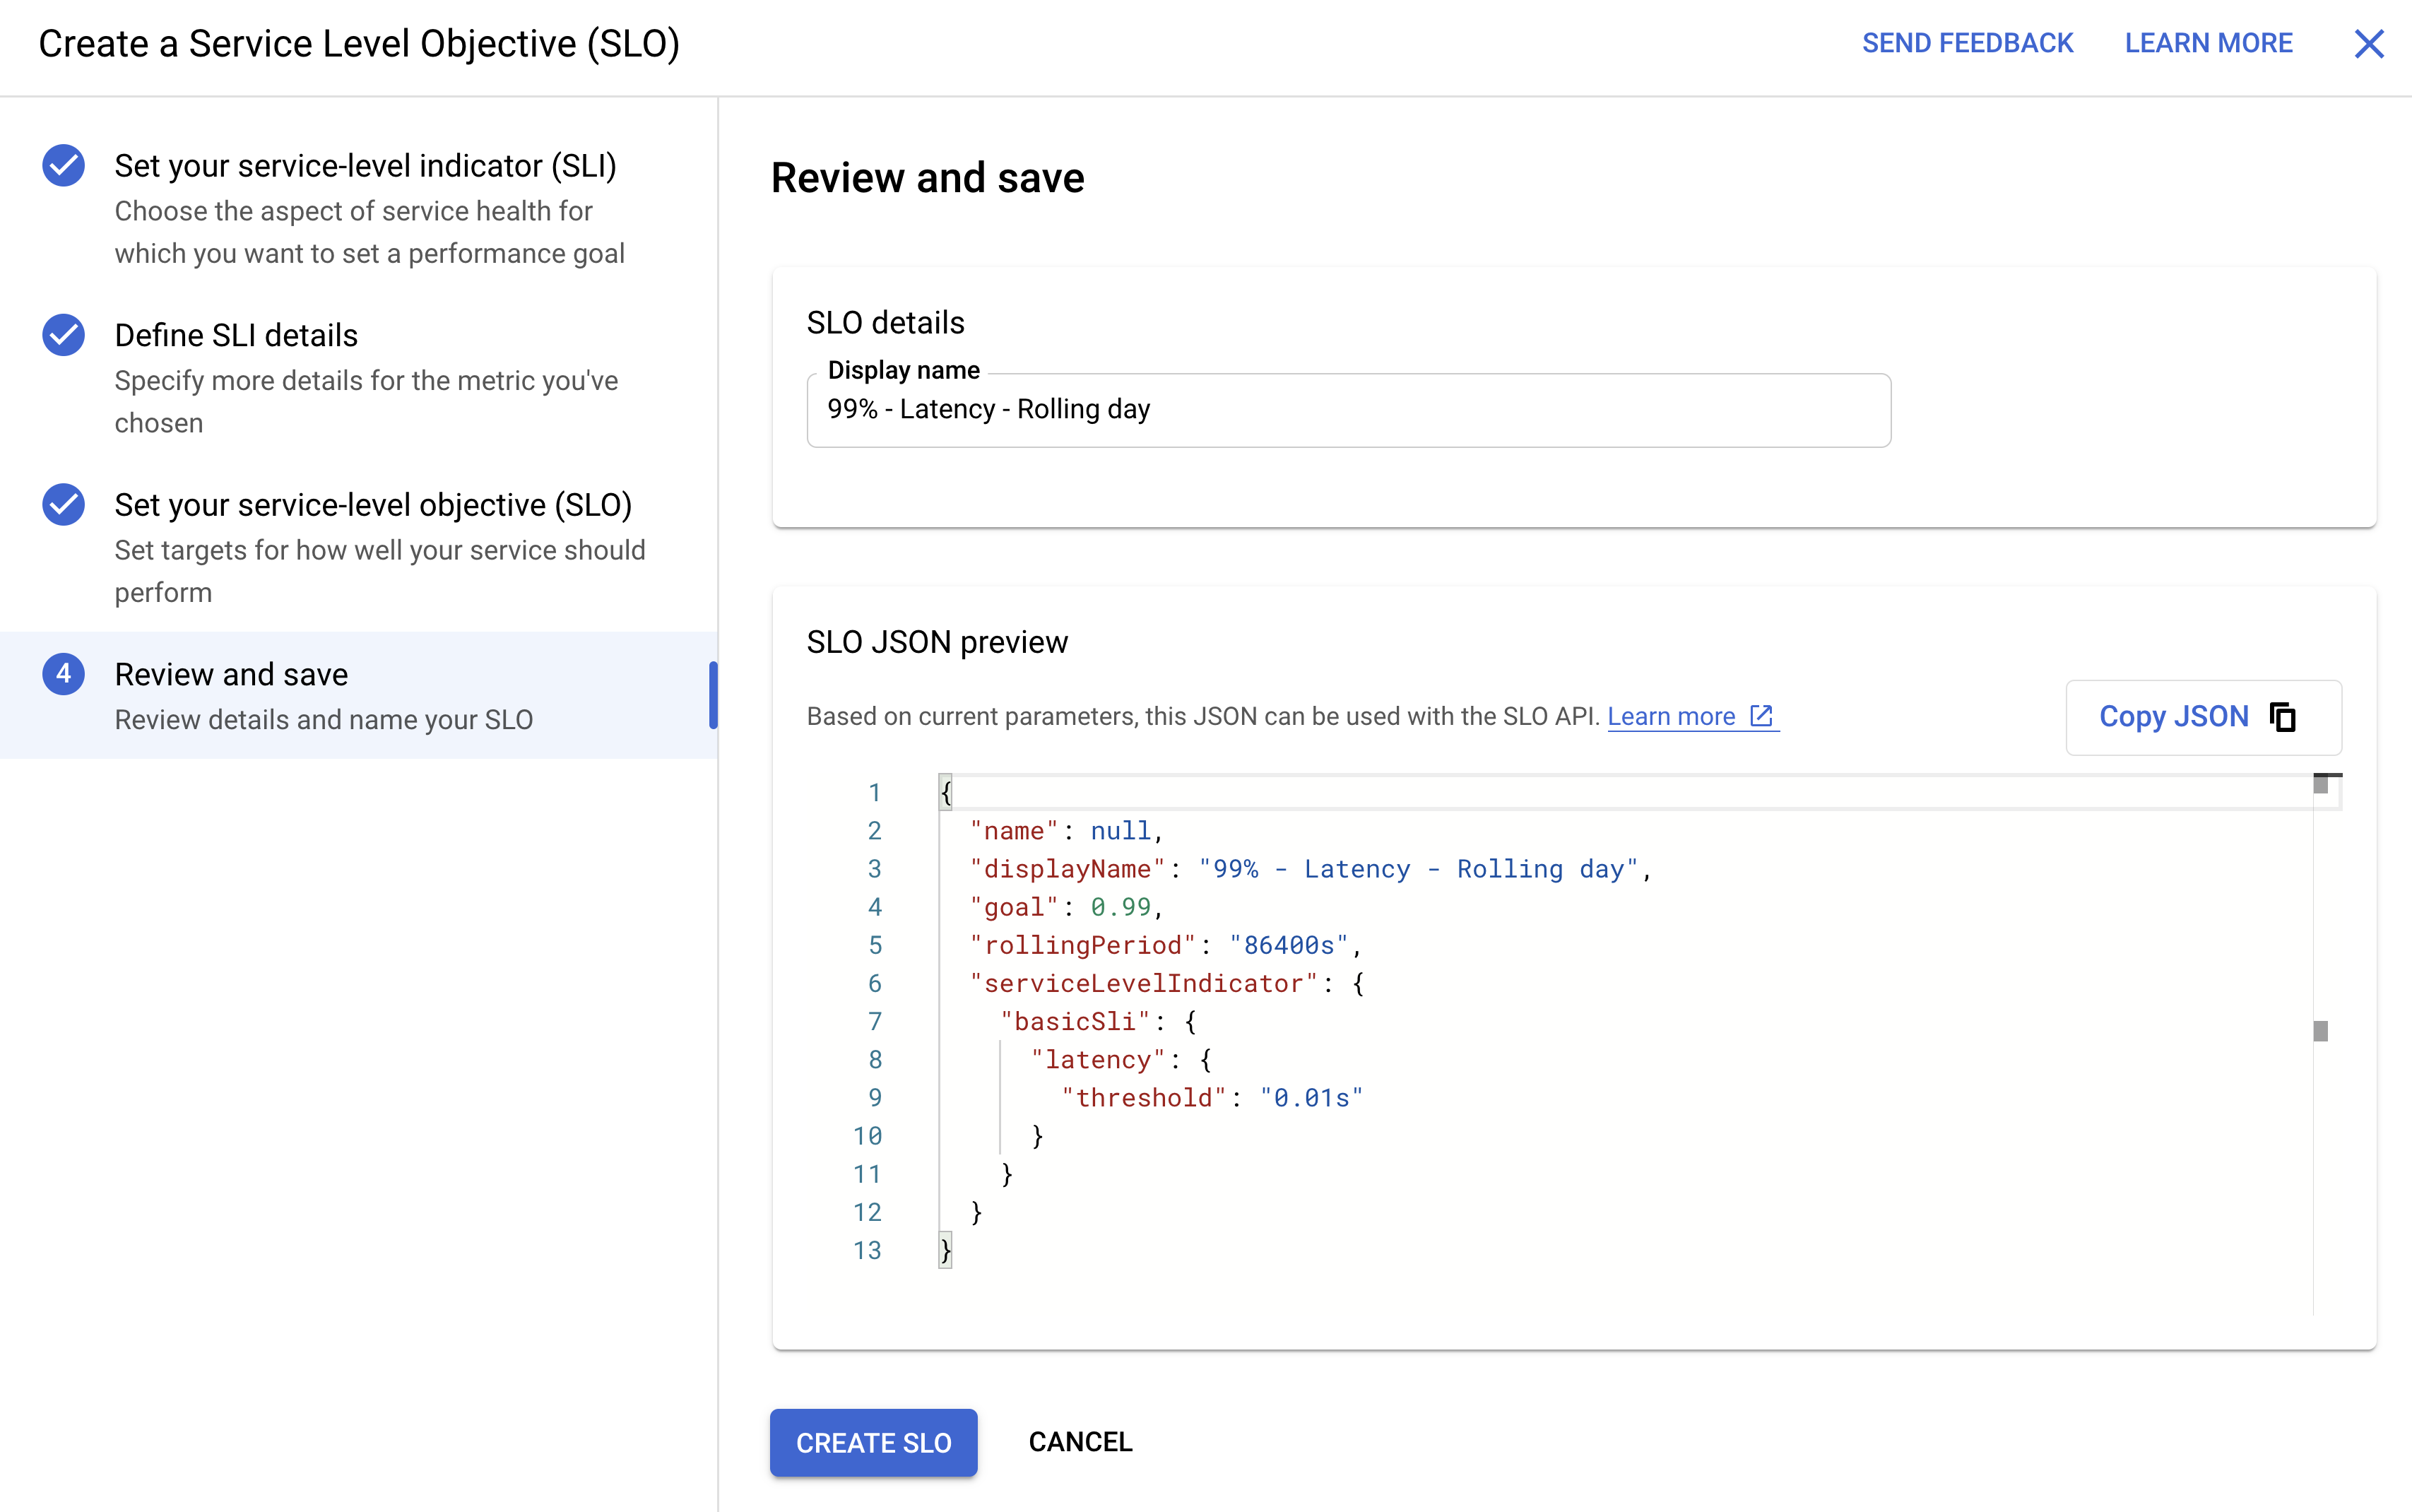 Create a Service Level Objective (SLO)
SEND FEEDBACK
LEARN MORE
Set your service-level indicator (SLI)
Choose the aspect of service health for
which you want to set a performance goal
Define SLI details
Specify more details for the metric you've
chosen
Set your service-level objective (SLO)
Set targets for how well your service should
perform
4
Review and save
Review details and name your SLO
Review and save
SLO details
Display name
99% - Latency - Rolling day
SLO JSON preview
Based on current parameters, this JSON can be used with the SLO API. Learn more
Copy JSON
1 {
2   "name": null,
3   "displayName": "99% - Latency - Rolling day",
4   "goal": 0.99,
5   "rollingPeriod": "86400s",
6   "serviceLevelIndicator": {
7     "basicSli": {
8       "latency": {
9         "threshold": "0.01s"
10       }
11     }
12   }
13 }
CREATE SLO
CANCEL